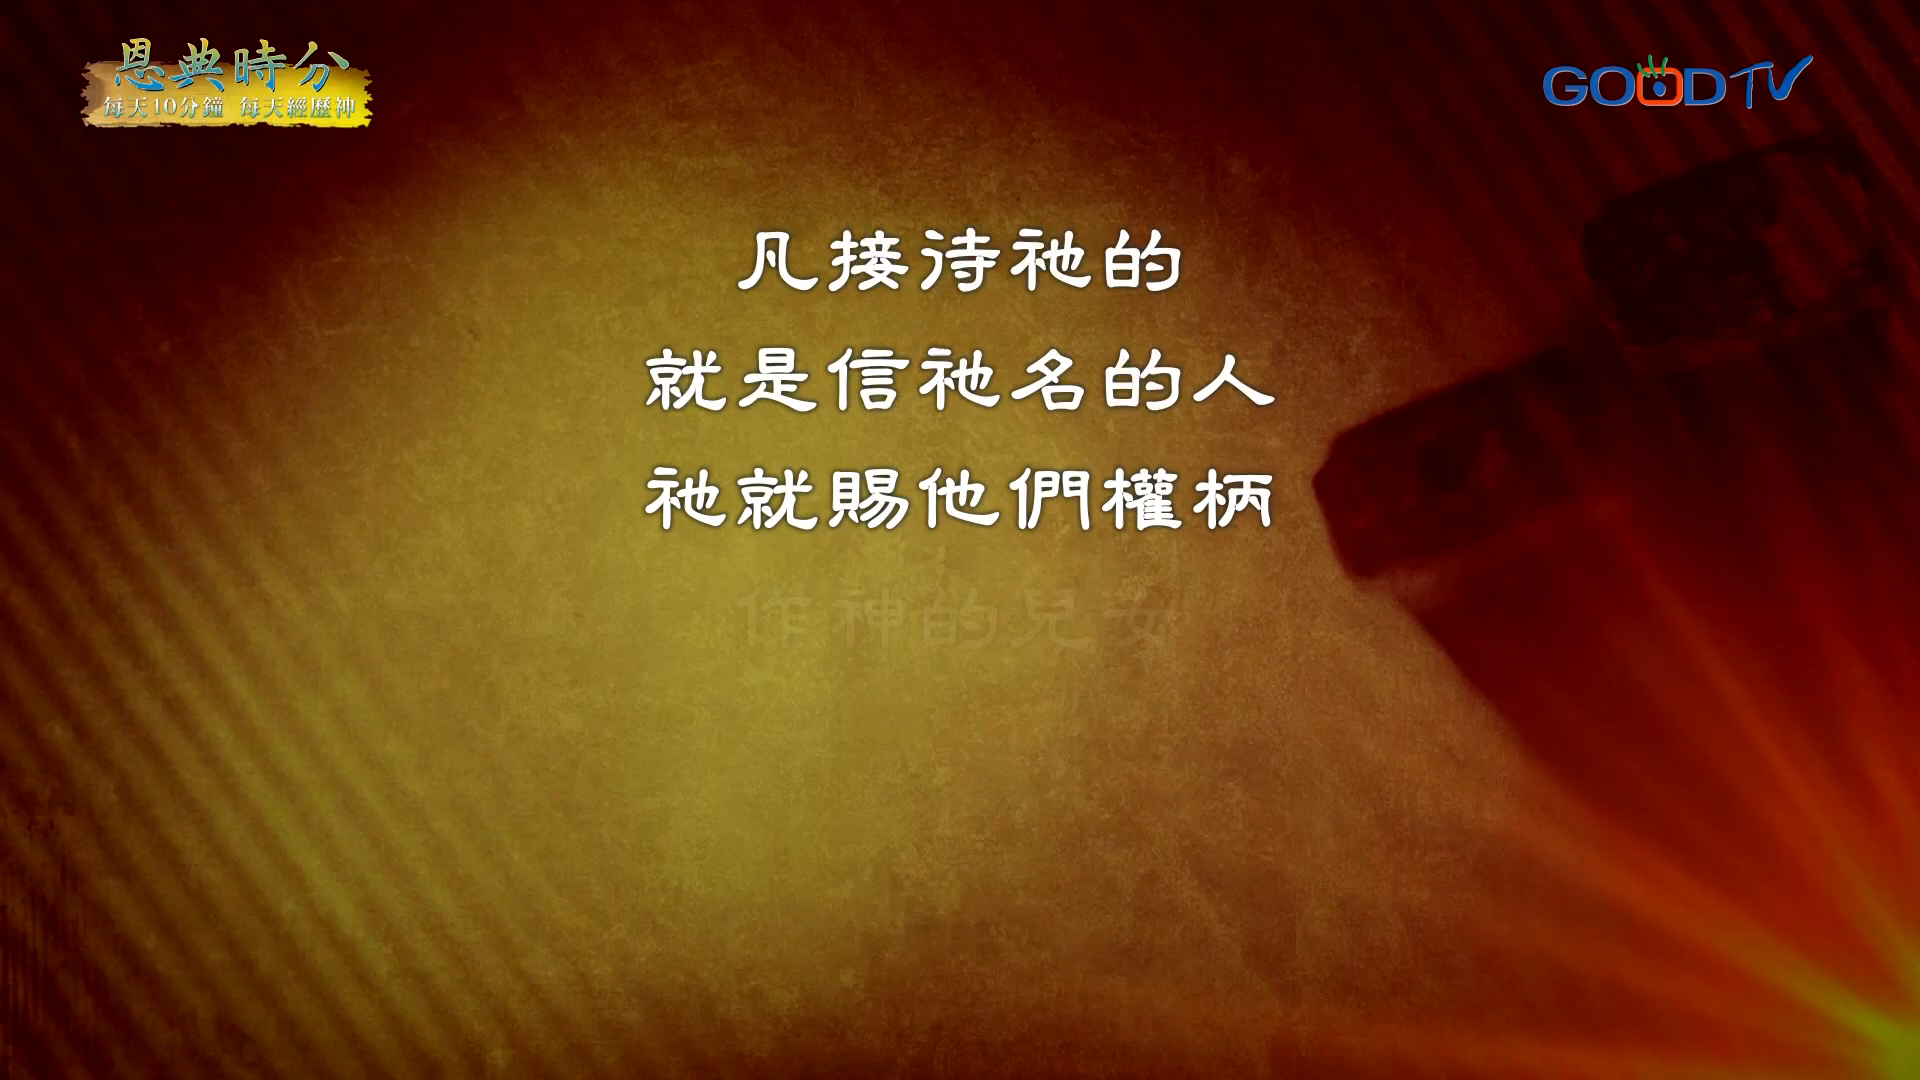 恩典時分
每天10分鐘 每天經歷神
GOOD TV
凡接待祂的
就是信祂名的人
祂就賜他們權柄
作神的兒女